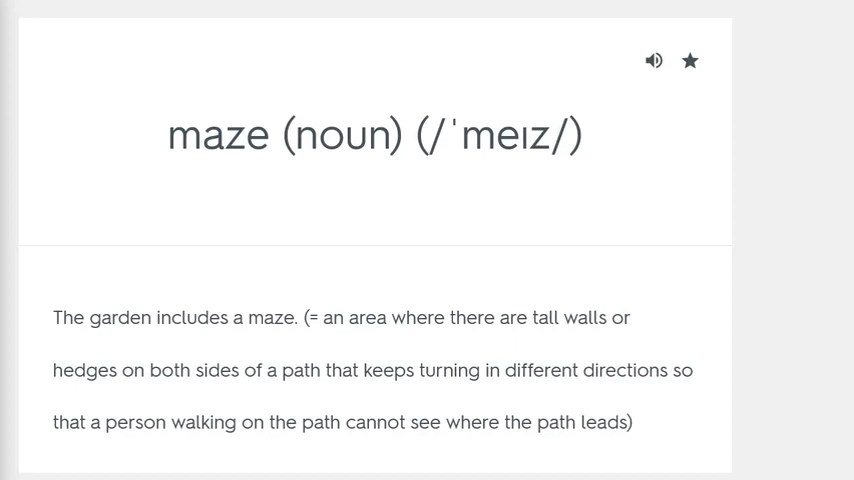 maze (noun) (/ˈmeɪz/)
The garden includes a maze. (= an area where there are tall walls or
hedges on both sides of a path that keeps turning in different directions so
that a person walking on the path cannot see where the path leads)